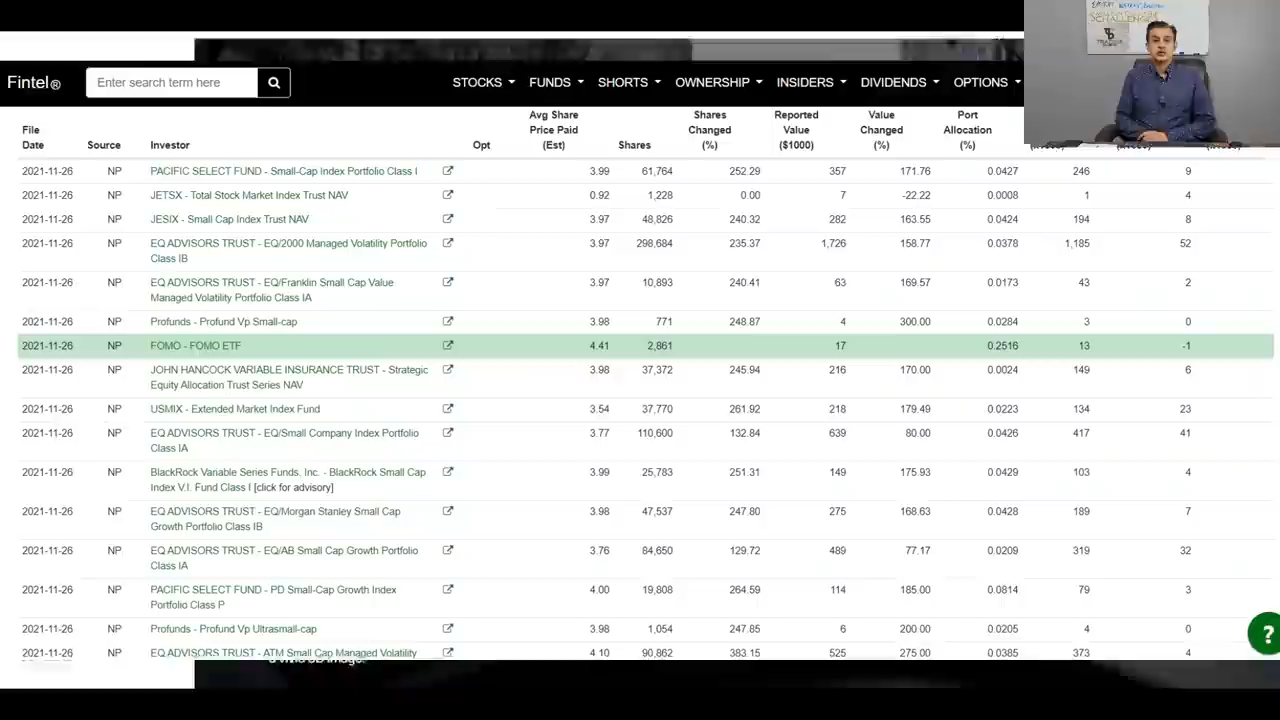 Fintel®
Enter search term here
STOCKS FUNDS SHORTS OWNERSHIP INSIDERS DIVIDENDS OPTIONS
File Date Source Investor Opt Avg Share Price Paid (Est) Shares Shares Changed (%) Reported Value ($1000) Value Changed (%) Port Allocation (%)
2021-11-26 NP PACIFIC SELECT FUND - Small-Cap Index Portfolio Class I 3.99 61,764 252.29 357 171.76 0.0427 246 9
2021-11-26 NP JETSX - Total Stock Market Index Trust NAV 0.92 1,228 0.00 7 -22.22 0.0008 1 4
2021-11-26 NP JESIX - Small Cap Index Trust NAV 3.97 48,826 240.32 282 163.55 0.0424 194 8
2021-11-26 NP EQ ADVISORS TRUST - EQ/2000 Managed Volatility Portfolio 3.97 298,684 235.37 1,726 158.77 0.0378 1,185 52
Class IB
2021-11-26 NP EQ ADVISORS TRUST - EQ/Franklin Small Cap Value 3.97 10,893 240.41 63 169.57 0.0173 43 2
Managed Volatility Portfolio Class IA
2021-11-26 NP Profunds - Profund Vp Small-cap 3.98 771 248.87 4 300.00 0.0284 3 0
2021-11-26 NP FOMO - FOMO ETF 4.41 2,861 17 0.2516 13 -1
2021-11-26 NP JOHN HANCOCK VARIABLE INSURANCE TRUST - Strategic 3.98 37,372 245.94 216 170.00 0.0024 149 6
Equity Allocation Trust Series NAV
2021-11-26 NP USMIX - Extended Market Index Fund 3.54 37,770 261.92 218 179.49 0.0223 134 23
2021-11-26 NP EQ ADVISORS TRUST - EQ/Small Company Index Portfolio 3.77 110,600 132.84 639 80.00 0.0426 417 41
Class IA
2021-11-26 NP BlackRock Variable Series Funds, Inc. - BlackRock Small Cap 3.99 25,783 251.31 149 175.93 0.0429 103 4
Index V.I. Fund Class I [click for advisory]
2021-11-26 NP EQ ADVISORS TRUST - EQ/Morgan Stanley Small Cap 3.98 47,537 247.80 275 168.63 0.0428 189 7
Growth Portfolio Class IB
2021-11-26 NP EQ ADVISORS TRUST - EQ/AB Small Cap Growth Portfolio 3.76 84,650 129.72 489 77.17 0.0209 319 32
Class IA
2021-11-26 NP PACIFIC SELECT FUND - PD Small-Cap Growth Index 4.00 19,808 264.59 114 185.00 0.0814 79 3
Portfolio Class P
2021-11-26 NP Profunds - Profund Vp Ultrasmall-cap 3.98 1,054 247.85 6 200.00 0.0205 4 0
2021-11-26 NP EQ ADVISORS TRUST - ATM Small Cap Managed Volatility 4.10 90,862 383.15 525 275.00 0.0385 373 4
?